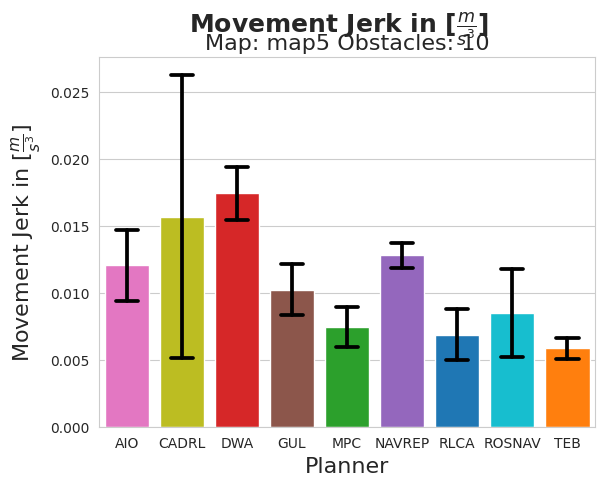 Movement Jerk in [m/s³]
Map: map5 Obstacles: 10
Movement Jerk in [m/s³]
0.025
0.020
0.015
0.010
0.005
0.000
AIO CADRL DWA GUL MPC NAVREP RLCA ROSNAV TEB
Planner